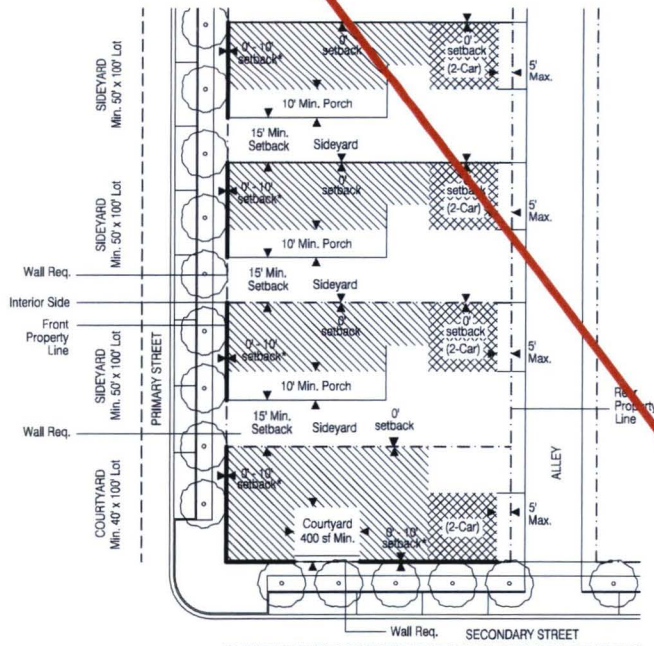 SIDEYARD
Min. 50' x 100' Lot
0' - 10'
setback*
0'
setback
0'
setback
(2-Car)
5'
Max.
10' Min. Porch
15' Min.
Setback
Sideyard
SIDEYARD
Min. 50' x 100' Lot
0' - 10'
setback*
0'
setback
setback
(2-Car)
5'
Max.
10' Min. Porch
15' Min.
Setback
Sideyard
Wall Req.
Interior Side
Front
Property
Line
SIDEYARD
Min. 50' x 100' Lot
PRIMARY STREET
0' - 10'
setback*
0'
setback
0'
setback
(2-Car)
5'
Max.
10' Min. Porch
15' Min.
Setback
Sideyard
0'
setback
Wall Req.
Rear
Property
Line
ALLEY
COURTYARD
Min. 40' x 100' Lot
0' - 10'
setback*
Courtyard
400 sf Min.
0' - 10'
setback*
(2-Car)
5'
Max.
Wall Req.
SECONDARY STREET